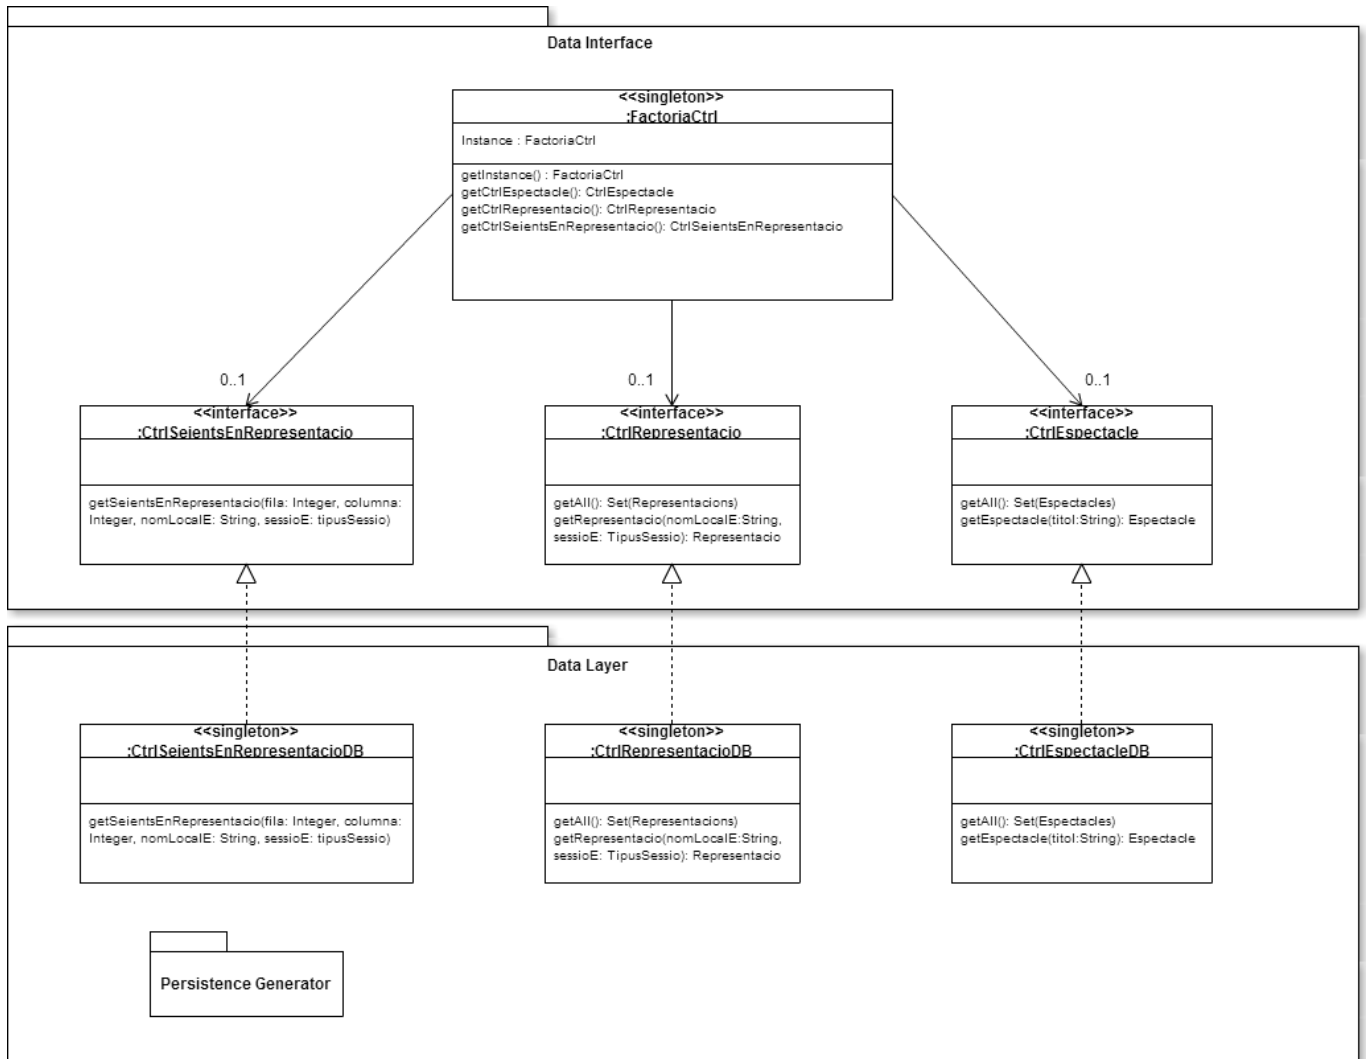 Data Interface
<<singleton>>
:FactoriaCtrl
Instance : FactoriaCtrl
getInstance() : FactoriaCtrl
getCtrlEspectacle(): CtrlEspectacle
getCtrlRepresentacio(): CtrlRepresentacio
getCtrlSeientsEnRepresentacio(): CtrlSeientsEnRepresentacio
0..1
0..1
0..1
<<interface>>
:CtrlSeientsEnRepresentacio
getSeientsEnRepresentacio(fila: Integer, columna:
Integer, nomLocalE: String, sessioE: tipusSessio)
<<interface>>
:CtrlRepresentacio
getAll(): Set(Representacions)
getRepresentacio(nomLocalE:String,
sessioE: TipusSessio): Representacio
<<interface>>
:CtrlEspectacle
getAll(): Set(Espectacles)
getEspectacle(titol:String): Espectacle
Data Layer
<<singleton>>
:CtrlSeientsEnRepresentacioDB
getSeientsEnRepresentacio(fila: Integer, columna:
Integer, nomLocalE: String, sessioE: tipusSessio)
<<singleton>>
:CtrlRepresentacioDB
getAll(): Set(Representacions)
getRepresentacio(nomLocalE:String,
sessioE: TipusSessio): Representacio
<<singleton>>
:CtrlEspectacleDB
getAll(): Set(Espectacles)
getEspectacle(titol:String): Espectacle
Persistence Generator